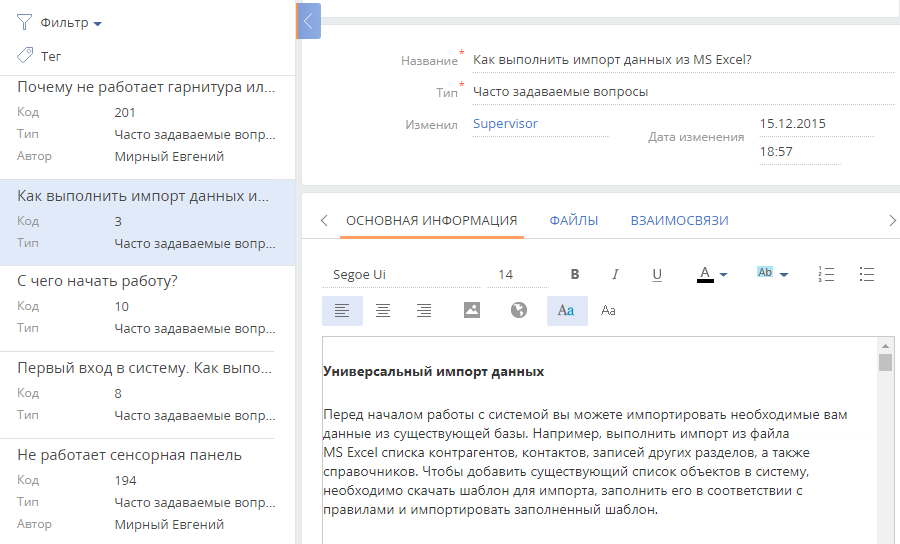 Фильтр
Тег
Почему не работает гарнитура ил...
Код 201
Тип Часто задаваемые вопр...
Автор Мирный Евгений
Как выполнить импорт данных и...
Код 3
Тип Часто задаваемые вопр...
С чего начать работу?
Код 10
Тип Часто задаваемые вопр...
Первый вход в систему. Как выпо...
Код 8
Тип Часто задаваемые вопр...
Не работает сенсорная панель
Код 194
Тип Часто задаваемые вопр...
Автор Мирный Евгений
Название* Как выполнить импорт данных из MS Excel?
Тип* Часто задаваемые вопросы
Изменил Supervisor
Дата изменения 15.12.2015
18:57
ОСНОВНАЯ ИНФОРМАЦИЯ ФАЙЛЫ ВЗАИМОСВЯЗИ
Segoe Ui 14 B I U A Ab
Aa Aa
Универсальный импорт данных
Перед началом работы с системой вы можете импортировать необходимые вам
данные из существующей базы. Например, выполнить импорт из файла
MS Excel списка контрагентов, контактов, записей других разделов, а также
справочников. Чтобы добавить существующий список объектов в систему,
необходимо скачать шаблон для импорта, заполнить его в соответствии с
правилами и импортировать заполненный шаблон.